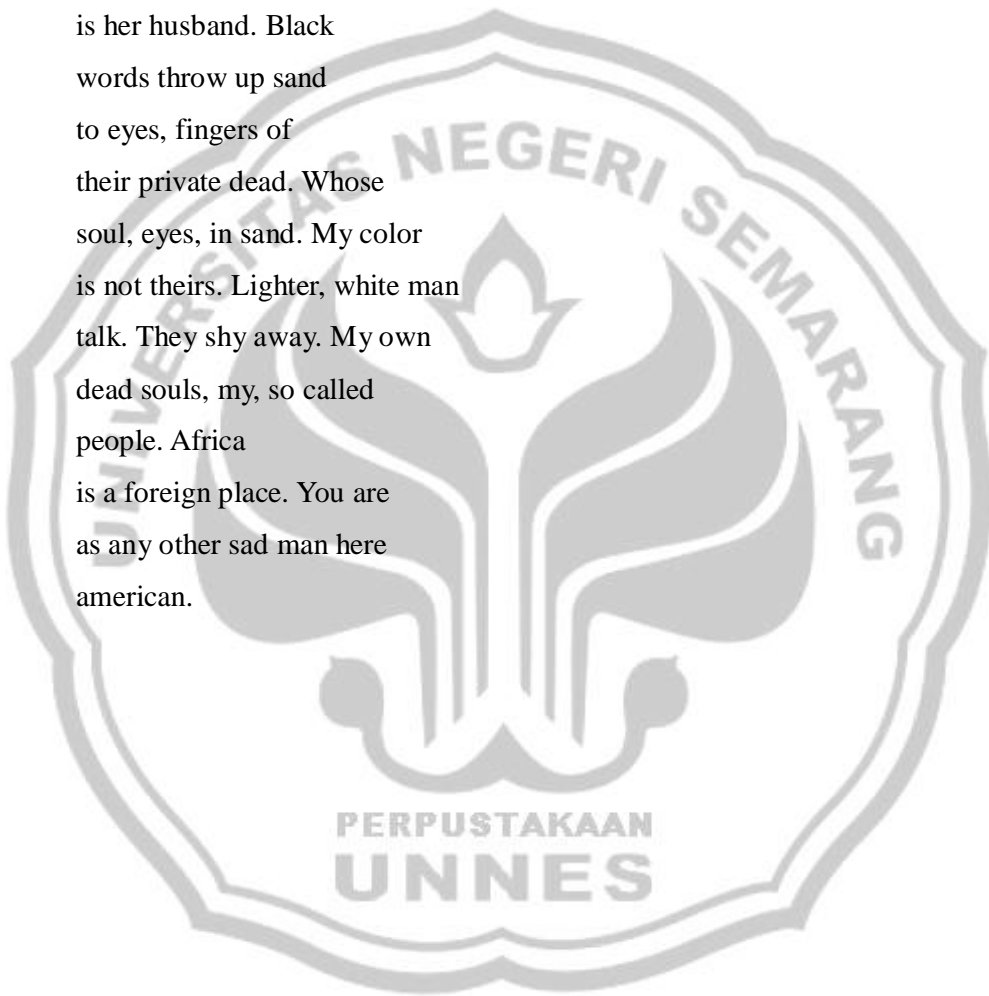 is her husband. Black
words throw up sand
to eyes, fingers of
their private dead. Whose
soul, eyes, in sand. My color
is not theirs. Lighter, white man
talk. They shy away. My own
dead souls, my, so called
people. Africa
is a foreign place. You are
as any other sad man here
american.
UNIVERSITAS NEGERI SEMARANG
PERPUSTAKAAN
UNNES